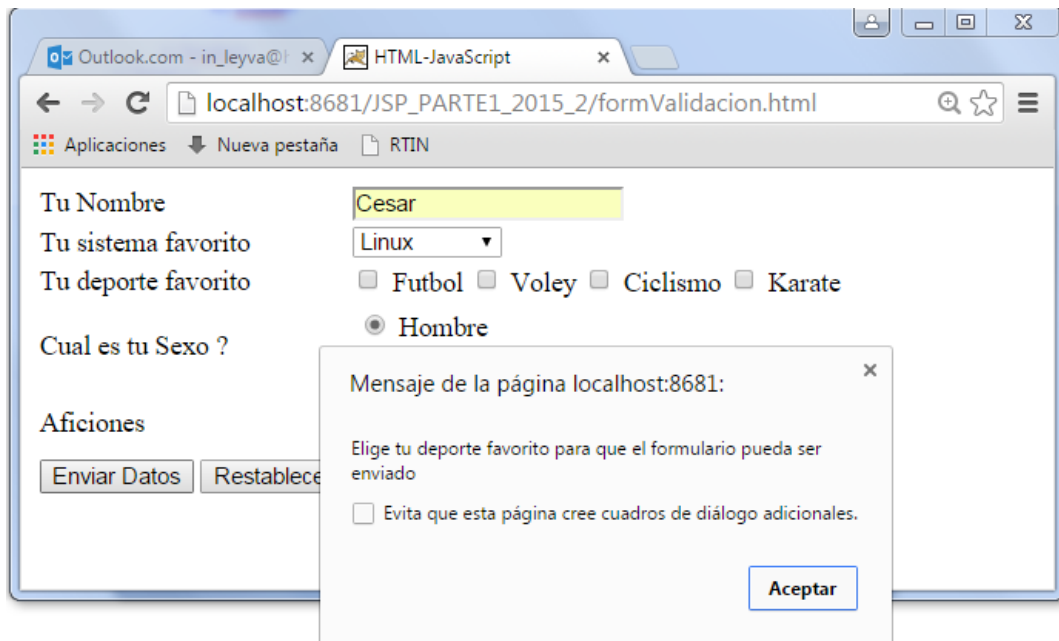 Outlook.com - in_leyva@
HTML-JavaScript
localhost:8681/JSP_PARTE1_2015_2/formValidacion.html
Aplicaciones Nueva pestaña RTIN
Tu Nombre Cesar
Tu sistema favorito Linux
Tu deporte favorito Futbol Voley Ciclismo Karate
Hombre
Cual es tu Sexo ?
Mensaje de la página localhost:8681:
Aficiones
Elige tu deporte favorito para que el formulario pueda ser
enviado
Enviar Datos Restablece
Evita que esta página cree cuadros de diálogo adicionales.
Aceptar